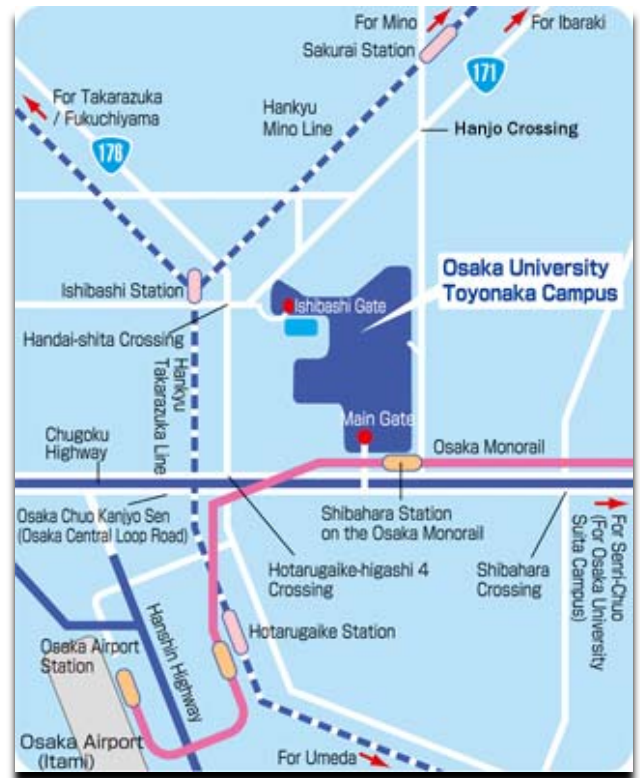 For Mino
For Ibaraki
Sakurai Station
171
For Takarazuka
/ Fukuchiyama
Hankyu
Mino Line
Hanjo Crossing
178
Osaka University
Toyonaka Campus
Ishibashi Station
Ishibashi Gate
Handai-shita Crossing
Hankyu
Takarazuka Line
Main Gate
Chugoku
Highway
Osaka Monorail
Osaka Chuo Kanjyo Sen
(Osaka Central Loop Road)
Shibahara Station
on the Osaka Monorail
For Senri-Chuo
(For Osaka University
Suita Campus)
Hotarugaike-higashi 4
Crossing
Shibahara
Crossing
Hanshin Highway
Hotarugaike Station
Osaka Airport
Station
Osaka Airport
(Itami)
For Umeda